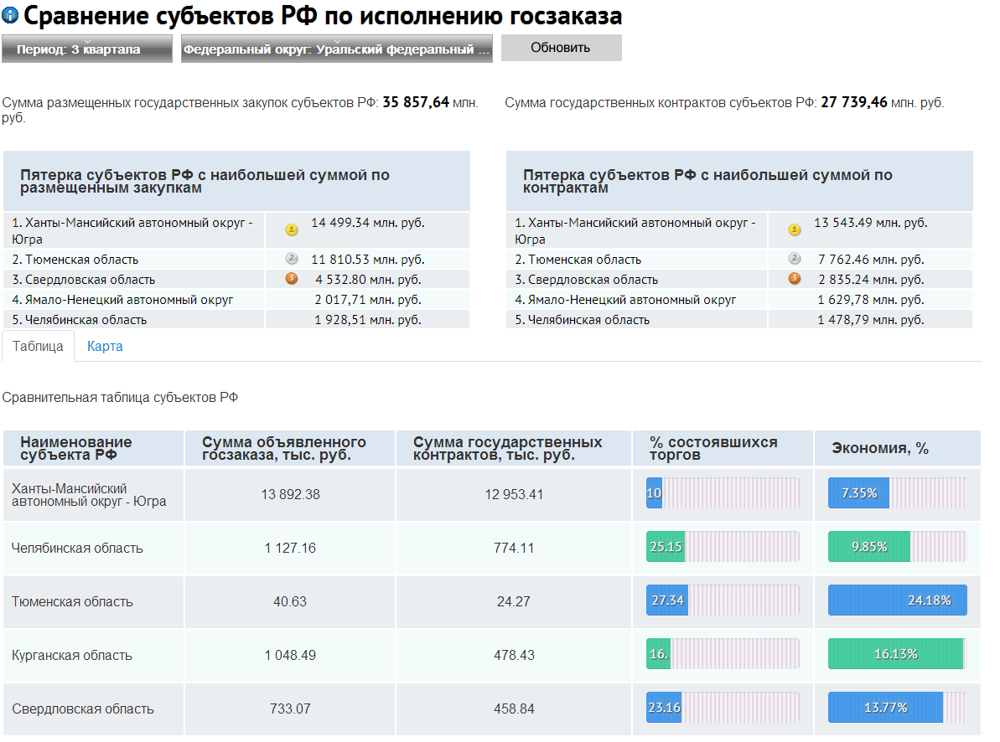 Сравнение субъектов РФ по исполнению госзаказа
Период: 3 квартала
Федеральный округ: Уральский федеральный ...
Обновить
Сумма размещенных государственных закупок субъектов РФ: 35 857,64 млн.
руб.
Сумма государственных контрактов субъектов РФ: 27 739,46 млн. руб.
Пятерка субъектов РФ с наибольшей суммой по
размещенным закупкам
1. Ханты-Мансийский автономный округ -
Югра
1 14 499.34 млн. руб.
2. Тюменская область 2 11 810.53 млн. руб.
3. Свердловская область 3 4 532.80 млн. руб.
4. Ямало-Ненецкий автономный округ 2 017,71 млн. руб.
5. Челябинская область 1 928,51 млн. руб.
Пятерка субъектов РФ с наибольшей суммой по
контрактам
1. Ханты-Мансийский автономный округ -
Югра
1 13 543.49 млн. руб.
2. Тюменская область 2 7 762.46 млн. руб.
3. Свердловская область 3 2 835.24 млн. руб.
4. Ямало-Ненецкий автономный округ 1 629,78 млн. руб.
5. Челябинская область 1 478,79 млн. руб.
Таблица Карта
Сравнительная таблица субъектов РФ
Наименование
субъекта РФ
Сумма объявленного
госзаказа, тыс. руб.
Сумма государственных
контрактов, тыс. руб.
% состоявшихся
торгов
Экономия, %
Ханты-Мансийский
автономный округ - Югра
13 892.38 12 953.41 10 7.35%
Челябинская область 1 127.16 774.11 25.15 9.85%
Тюменская область 40.63 24.27 27.34 24.18%
Курганская область 1 048.49 478.43 16. 16.13%
Свердловская область 733.07 458.84 23.16 13.77%